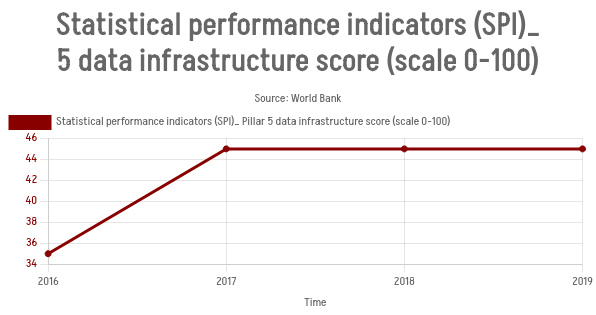 Statistical performance indicators (SPI)_
5 data infrastructure score (scale 0-100)
Source: World Bank
Statistical performance indicators (SPI)_ Pillar 5 data infrastructure score (scale 0-100)
46
44
42
40
38
36
34
2016 2017 2018 2019
Time